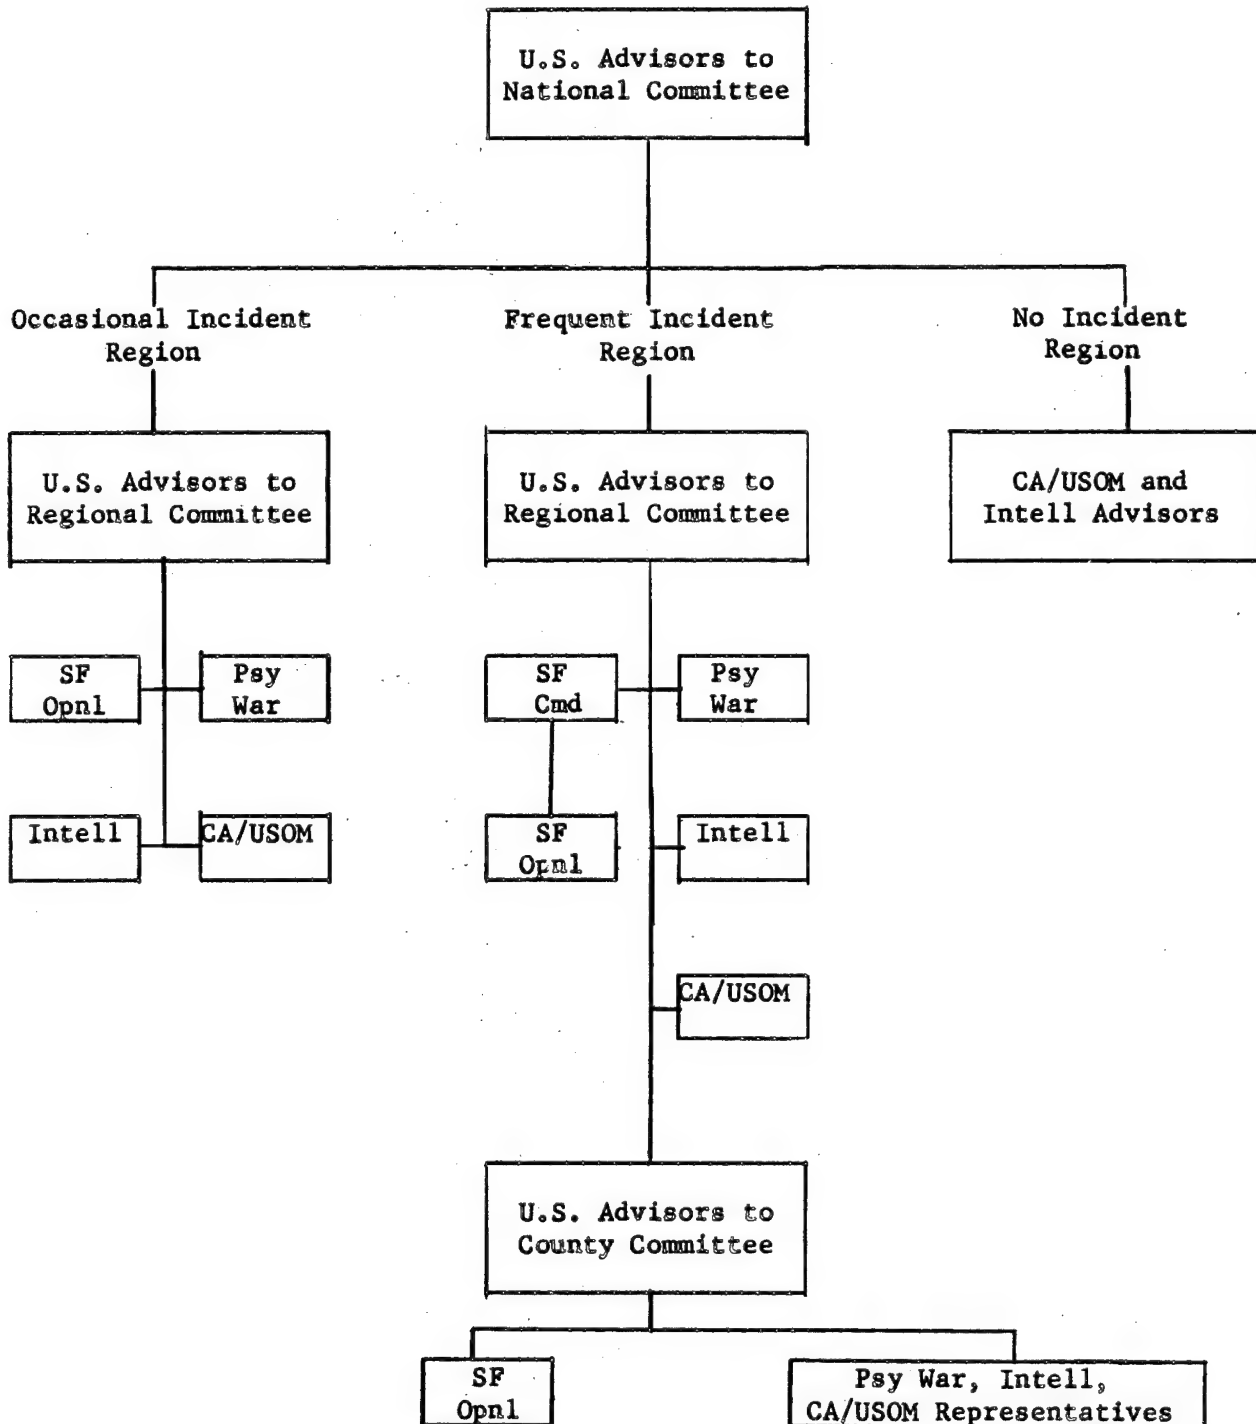 U.S. Advisors to
National Committee
Occasional Incident
Region
Frequent Incident
Region
No Incident
Region
U.S. Advisors to
Regional Committee
U.S. Advisors to
Regional Committee
CA/USOM and
Intell Advisors
SF
Opnl
Psy
War
SF
Cmd
Psy
War
Intell
CA/USOM
SF
Opnl
Intell
CA/USOM
U.S. Advisors to
County Committee
SF
Opnl
Psy War, Intell,
CA/USOM Representatives